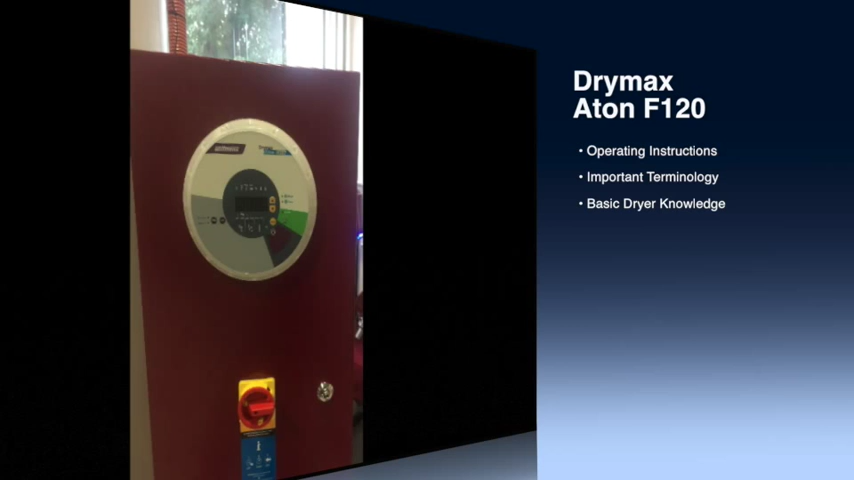 Drymax
Aton F120
• Operating Instructions
• Important Terminology
• Basic Dryer Knowledge